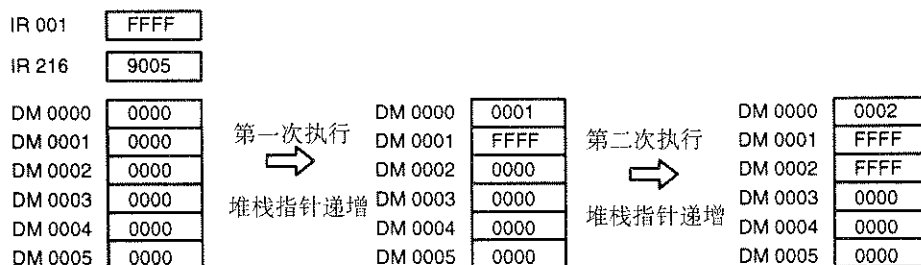 IR 001 FFFF
IR 216 9005
DM 0000 0000
DM 0001 0000
DM 0002 0000
DM 0003 0000
DM 0004 0000
DM 0005 0000
第一次执行
堆栈指针递增
DM 0000 0001
DM 0001 FFFF
DM 0002 0000
DM 0003 0000
DM 0004 0000
DM 0005 0000
第二次执行
堆栈指针递增
DM 0000 0002
DM 0001 FFFF
DM 0002 FFFF
DM 0003 0000
DM 0004 0000
DM 0005 0000